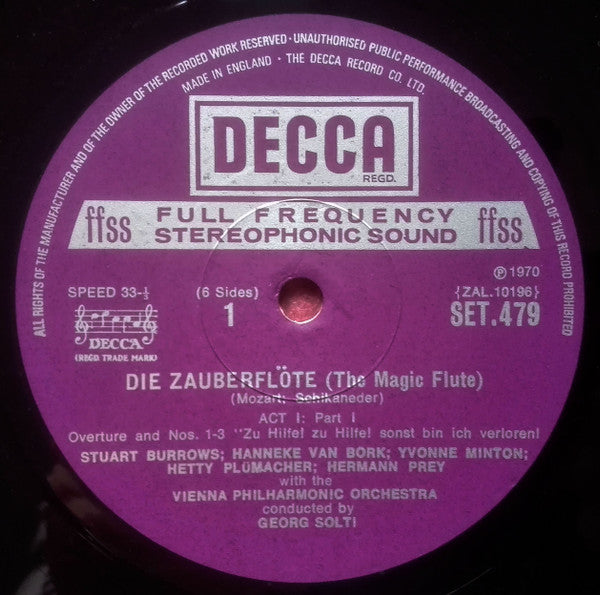 ALL RIGHTS OF THE MANUFACTURER AND OF THE OWNER OF THE RECORDED WORK RESERVED · UNAUTHORISED PUBLIC PERFORMANCE BROADCASTING AND COPYING OF THIS RECORD PROHIBITED
MADE IN ENGLAND · THE DECCA RECORD CO. LTD.
DECCA
REGD.
ffss FULL FREQUENCY STEREOPHONIC SOUND ffss
℗ 1970
SPEED 33-⅓ (6 Sides) {ZAL.10196}
1 SET.479
DECCA
(REGD. TRADE MARK)
DIE ZAUBERFLÖTE (The Magic Flute)
(Mozart; Schikaneder)
ACT I: Part I
Overture and Nos. 1-3 "Zu Hilfe! zu Hilfe! sonst bin ich verloren!
STUART BURROWS; HANNEKE VAN BORK; YVONNE MINTON;
HETTY PLÜMACHER; HERMANN PREY
with the
VIENNA PHILHARMONIC ORCHESTRA
conducted by
GEORG SOLTI